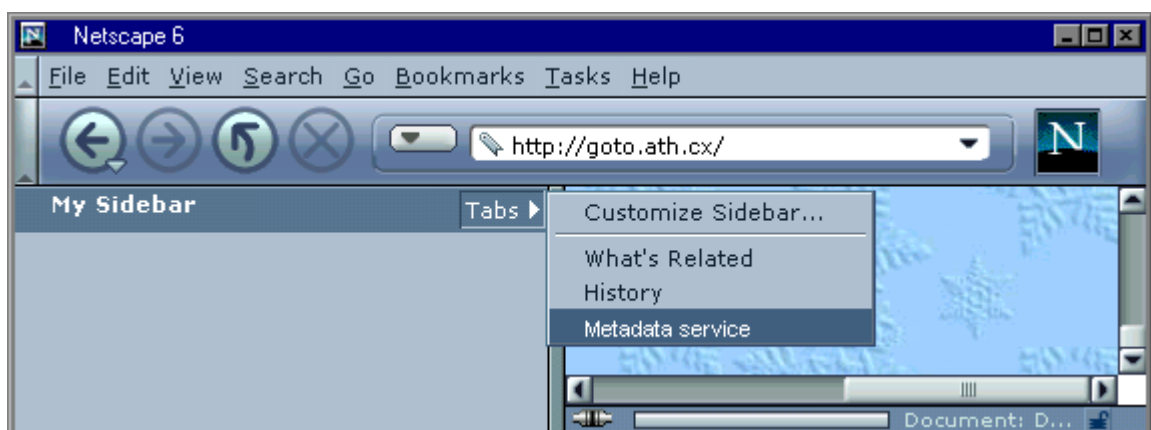 Netscape 6
File Edit View Search Go Bookmarks Tasks Help
http://goto.ath.cx/
N
My Sidebar
Tabs
Customize Sidebar...
What's Related
History
Metadata service
Document: D...